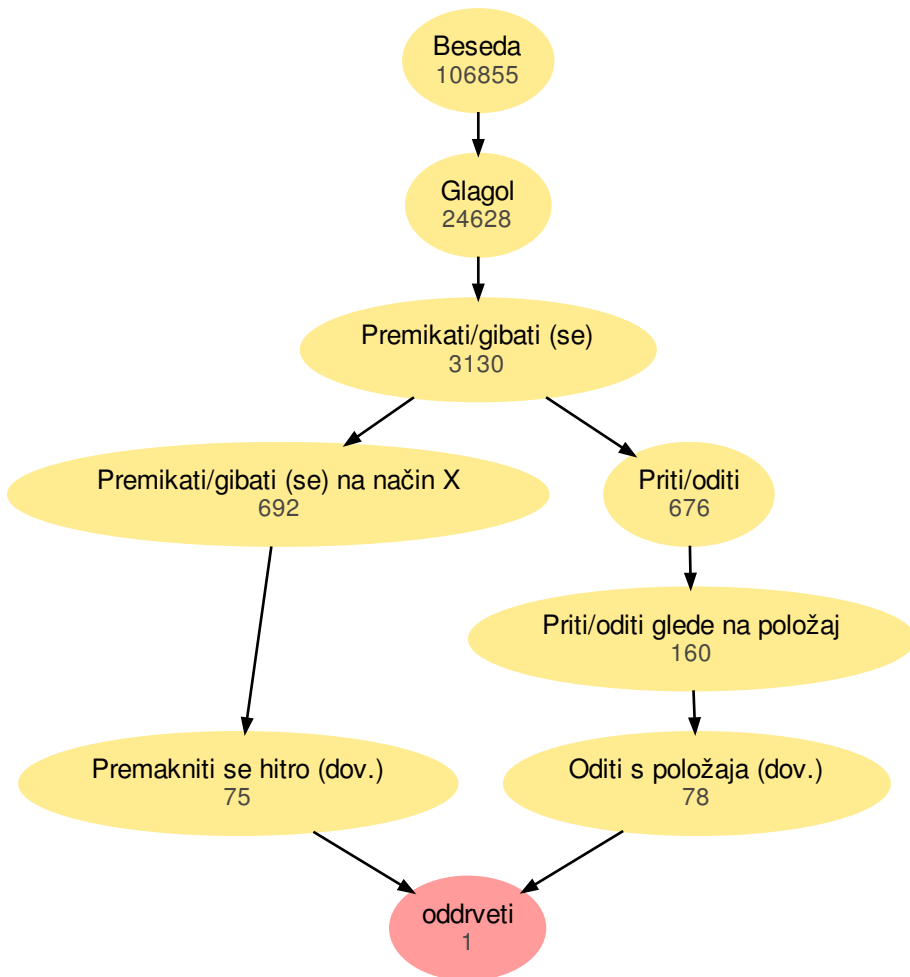 Beseda
106855
Glagol
24628
Premikati/gibati (se)
3130
Premikati/gibati (se) na način X
692
Priti/oditi
676
Priti/oditi glede na položaj
160
Premakniti se hitro (dov.)
75
Oditi s položaja (dov.)
78
oddrveti
1